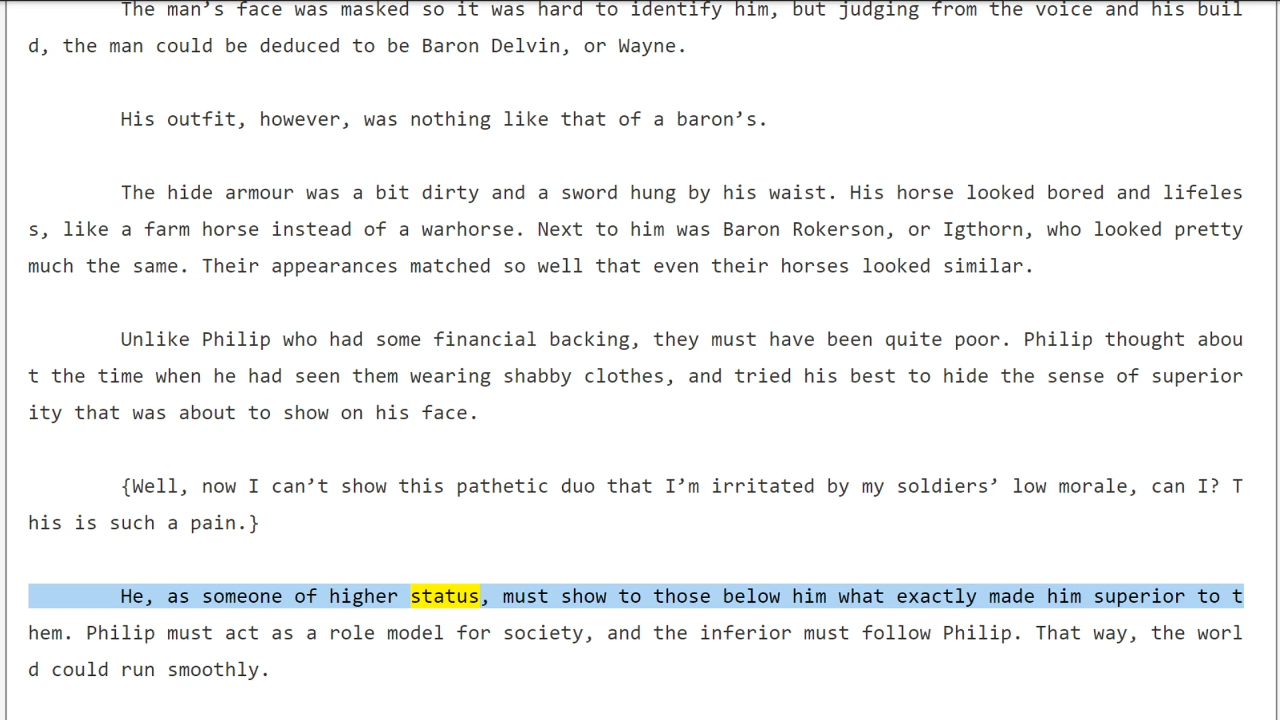 The man’s face was masked so it was hard to identify him, but judging from the voice and his buil
d, the man could be deduced to be Baron Delvin, or Wayne.
His outfit, however, was nothing like that of a baron’s.
The hide armour was a bit dirty and a sword hung by his waist. His horse looked bored and lifeles
s, like a farm horse instead of a warhorse. Next to him was Baron Rokerson, or Igthorn, who looked pretty
much the same. Their appearances matched so well that even their horses looked similar.
Unlike Philip who had some financial backing, they must have been quite poor. Philip thought abou
t the time when he had seen them wearing shabby clothes, and tried his best to hide the sense of superior
ity that was about to show on his face.
{Well, now I can’t show this pathetic duo that I’m irritated by my soldiers’ low morale, can I? T
his is such a pain.}
He, as someone of higher status, must show to those below him what exactly made him superior to t
hem. Philip must act as a role model for society, and the inferior must follow Philip. That way, the worl
d could run smoothly.